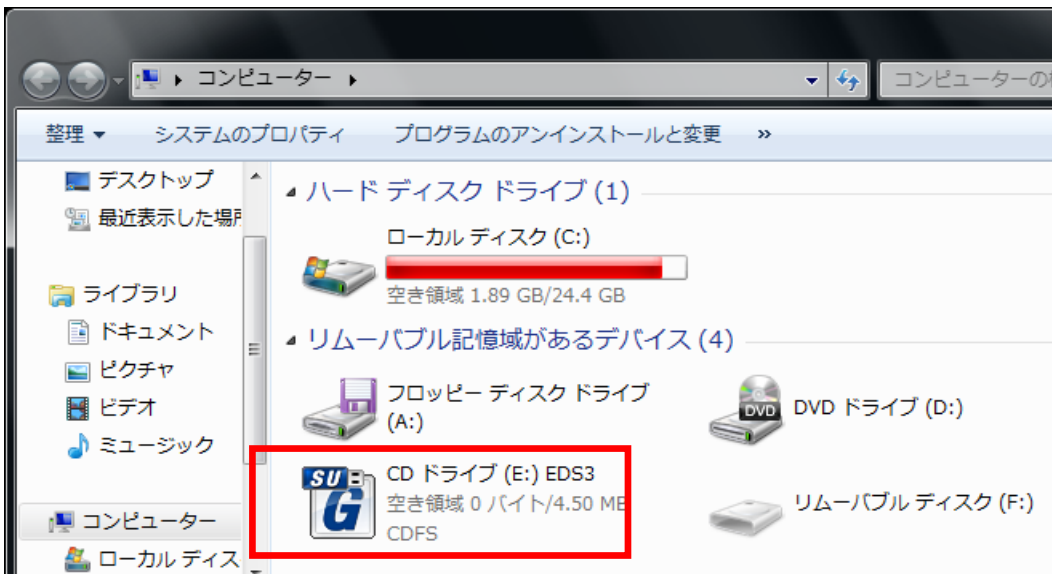 コンピューター
コンピューターの
整理
システムのプロパティ
プログラムのアンインストールと変更
»
デスクトップ
最近表示した場
ライブラリ
ドキュメント
ピクチャ
ビデオ
ミュージック
コンピューター
ローカル ディス
ハード ディスク ドライブ (1)
ローカル ディスク (C:)
空き領域 1.89 GB/24.4 GB
リムーバブル記憶域があるデバイス (4)
フロッピー ディスク ドライブ
(A:)
DVD
DVD ドライブ (D:)
SU
G
CD ドライブ (E:) EDS3
空き領域 0 バイト/4.50 MB
CDFS
リムーバブル ディスク (F:)